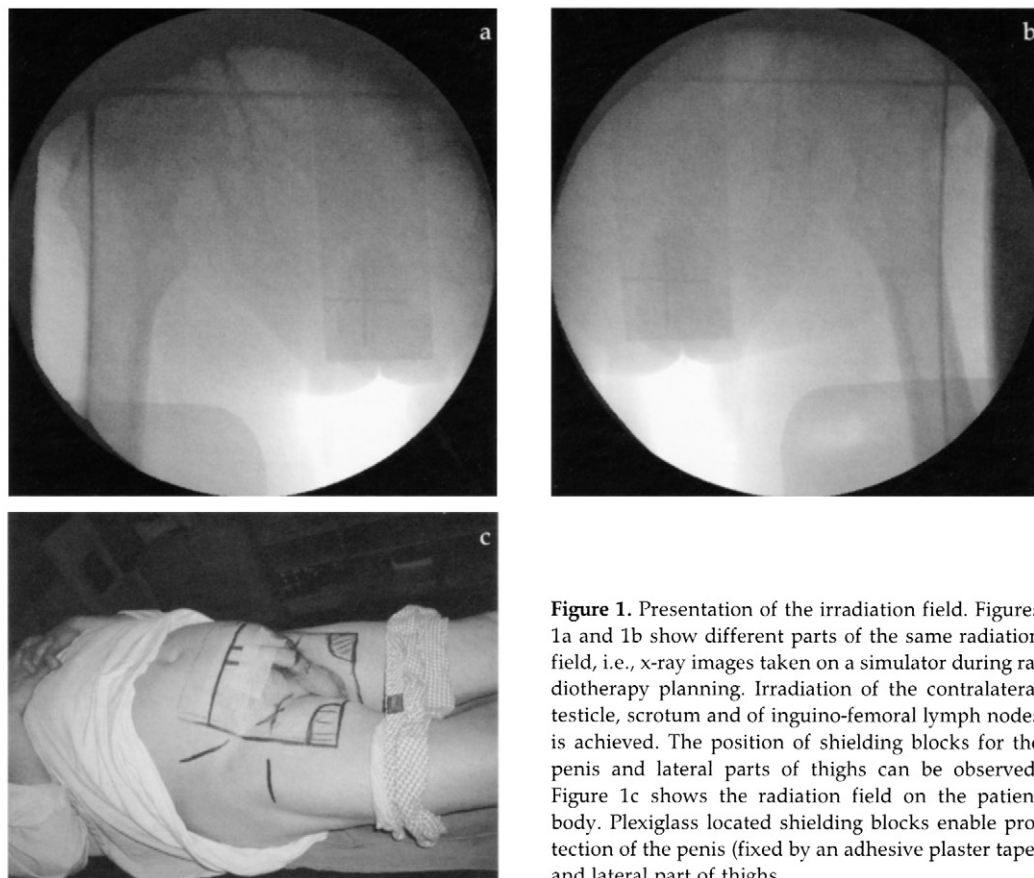 a
b
c
Figure 1. Presentation of the irradiation field. Figure
1a and 1b show different parts of the same radiation
field, i.e., x-ray images taken on a simulator during ra-
diotherapy planning. Irradiation of the contralatera
testicle, scrotum and of inguino-femoral lymph node
is achieved. The position of shielding blocks for the
penis and lateral parts of thighs can be observed
Figure 1c shows the radiation field on the patien
body. Plexiglass located shielding blocks enable pro-
tection of the penis (fixed by an adhesive plaster tape
and lateral part of thighs